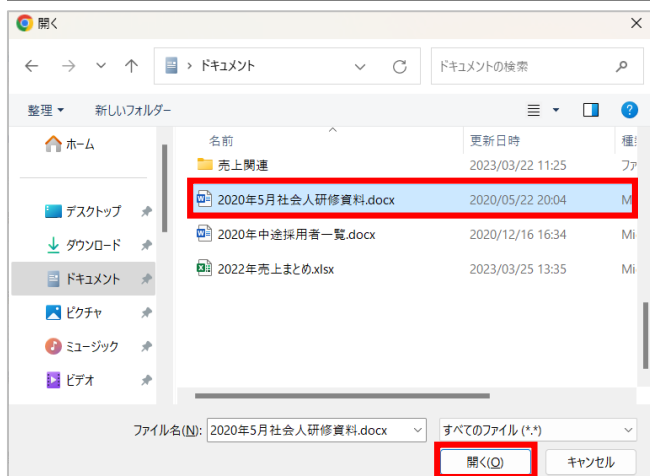 開く
ドキュメント
ドキュメントの検索
整理
新しいフォルダー
名前
更新日時
種類
ホーム
デスクトップ
ダウンロード
ドキュメント
ピクチャ
ミュージック
ビデオ
売上関連 2023/03/22 11:25 ファ
2020年5月社会人研修資料.docx 2020/05/22 20:04 M
2020年中途採用者一覧.docx 2020/12/16 16:34 Mi
2022年売上まとめ.xlsx 2023/03/25 13:35 Mi
ファイル名(N): 2020年5月社会人研修資料.docx
すべてのファイル (*.*)
開く(O)
キャンセル